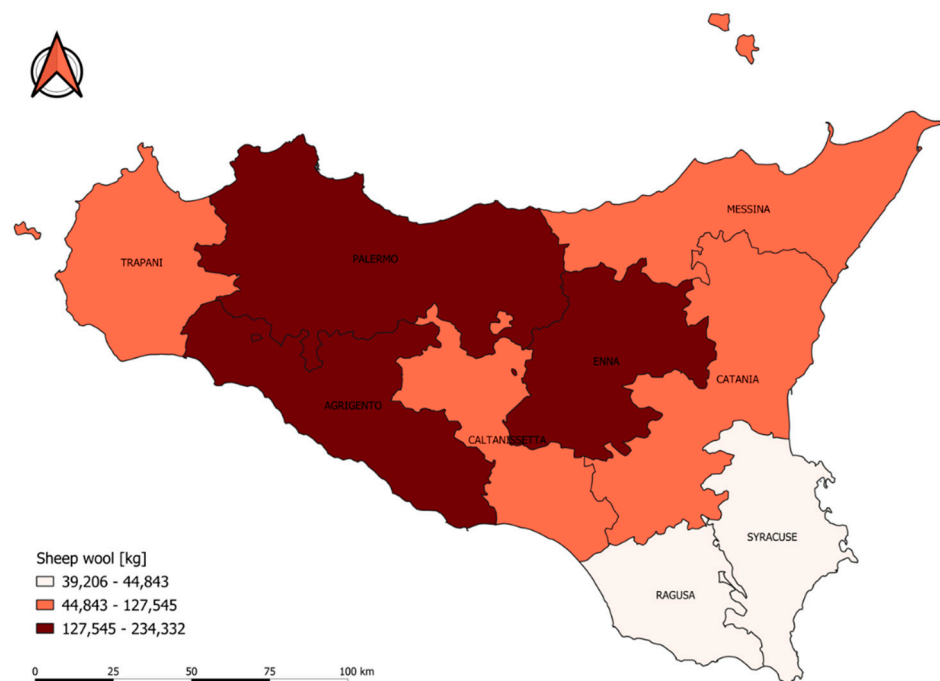 MESSINA
TRAPANI
PALERMO
ENNA
CATANIA
AGRIGENTO
CALTANISSETTA
SYRACUSE
RAGUSA
Sheep wool [kg]
39,206 - 44,843
44,843 - 127,545
127,545 - 234,332
0 25 50 75 100 km